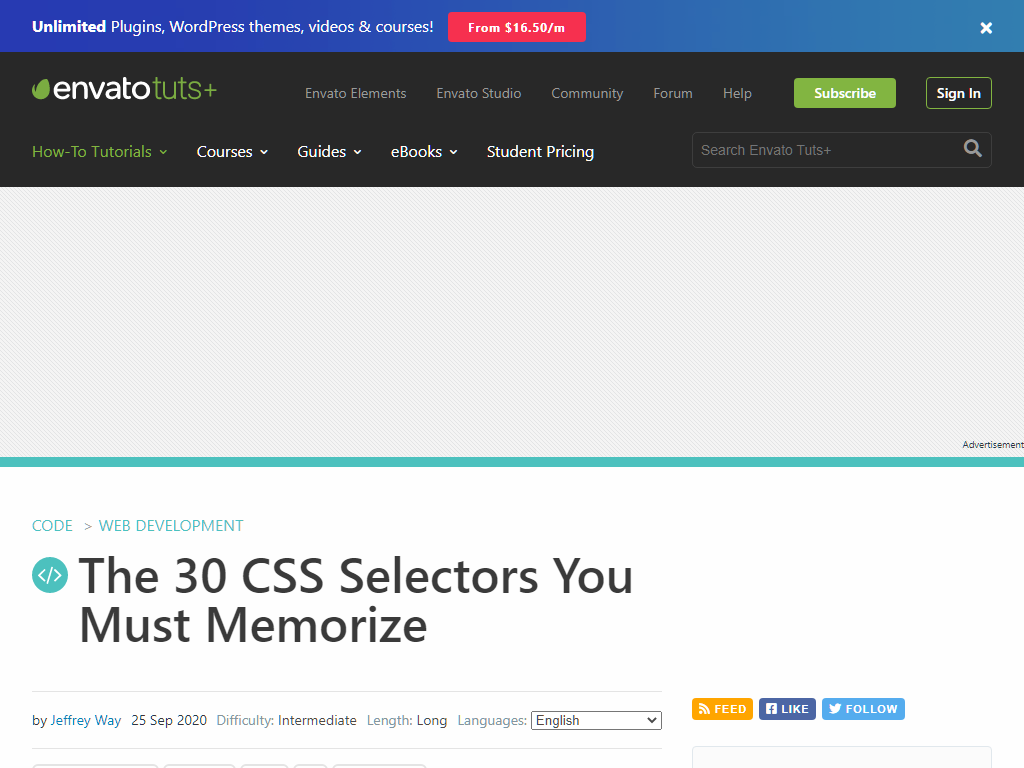 Unlimited Plugins, WordPress themes, videos & courses! From $16.50/m
envatotuts+ Envato Elements Envato Studio Community Forum Help Subscribe Sign In
How-To Tutorials Courses Guides eBooks Student Pricing Search Envato Tuts+
Advertisement
CODE > WEB DEVELOPMENT
</> The 30 CSS Selectors You
Must Memorize
by Jeffrey Way 25 Sep 2020 Difficulty: Intermediate Length: Long Languages: English
FEED LIKE FOLLOW